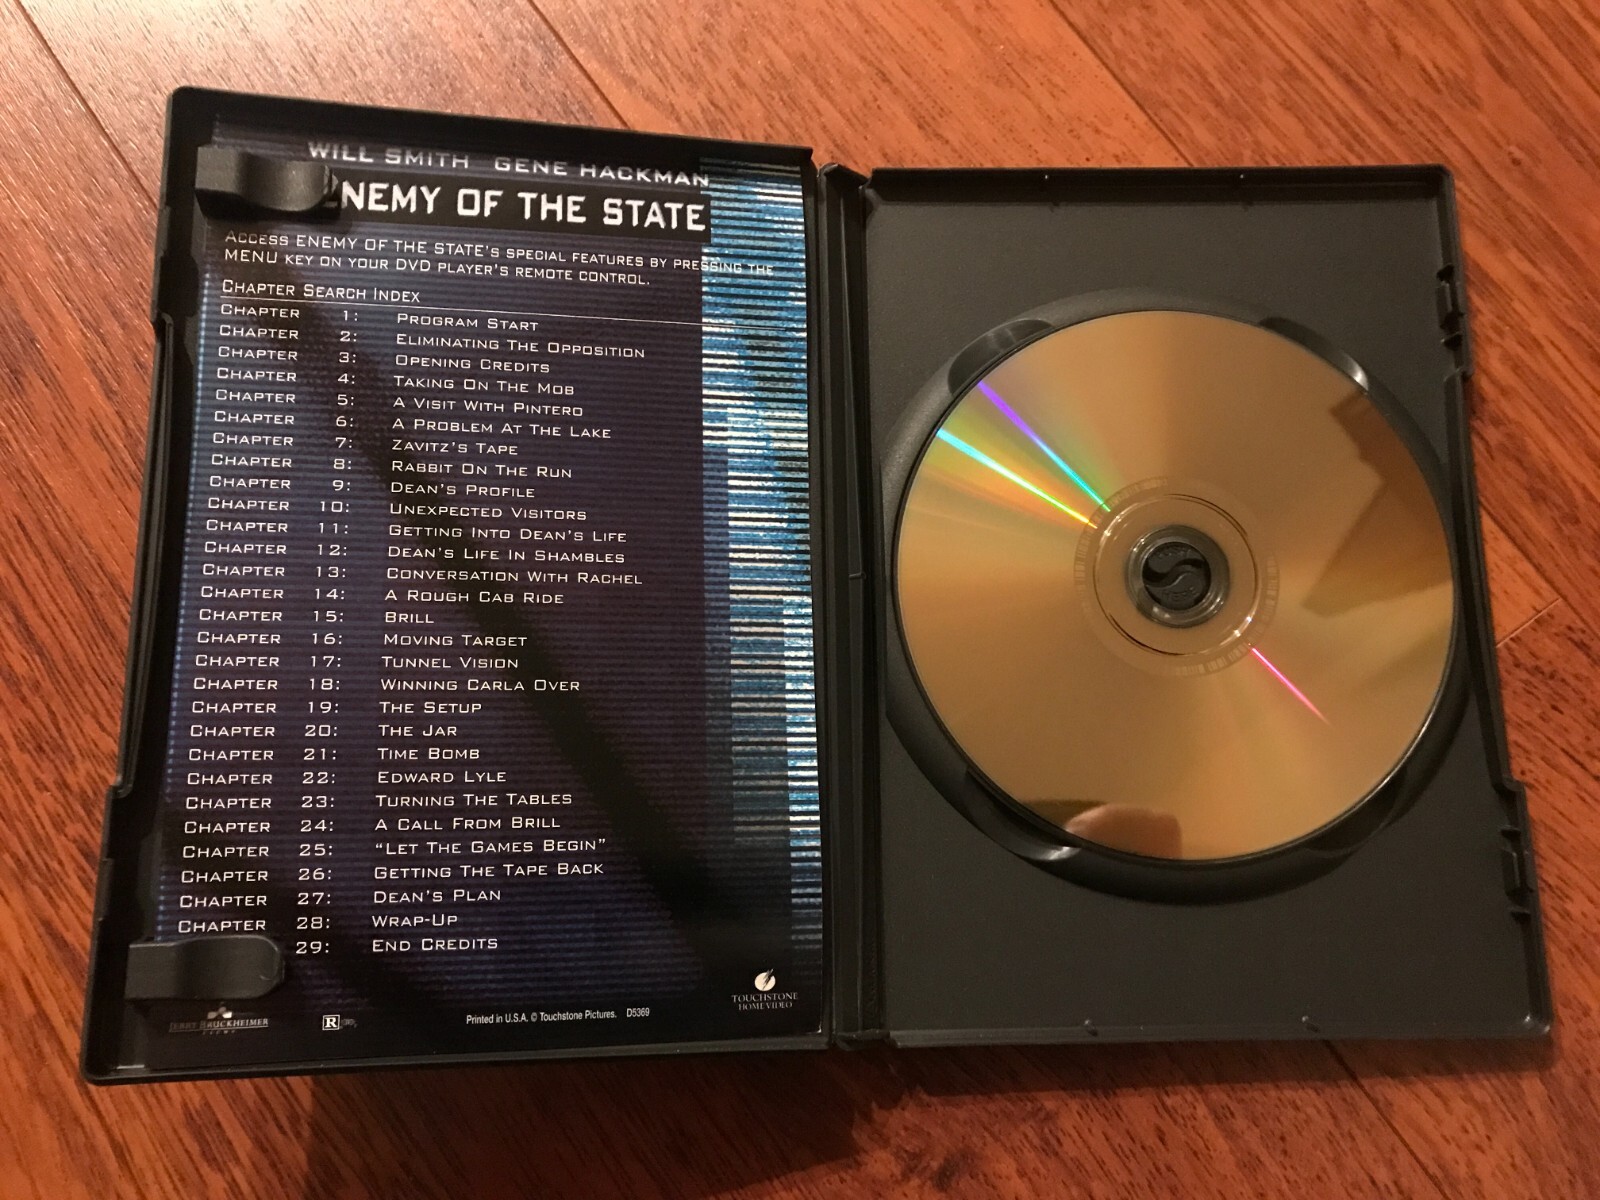 WILL SMITH GENE HACKMAN
ENEMY OF THE STATE
ACCESS ENEMY OF THE STATE'S SPECIAL FEATURES BY PRESSING THE
MENU KEY ON YOUR DVD PLAYER'S REMOTE CONTROL.
CHAPTER SEARCH INDEX
CHAPTER 1: PROGRAM START
CHAPTER 2: ELIMINATING THE OPPOSITION
CHAPTER 3: OPENING CREDITS
CHAPTER 4: TAKING ON THE MOB
CHAPTER 5: A VISIT WITH PINTERO
CHAPTER 6: A PROBLEM AT THE LAKE
CHAPTER 7: ZAVITZ'S TAPE
CHAPTER 8: RABBIT ON THE RUN
CHAPTER 9: DEAN'S PROFILE
CHAPTER 10: UNEXPECTED VISITORS
CHAPTER 11: GETTING INTO DEAN'S LIFE
CHAPTER 12: DEAN'S LIFE IN SHAMBLES
CHAPTER 13: CONVERSATION WITH RACHEL
CHAPTER 14: A ROUGH CAB RIDE
CHAPTER 15: BRILL
CHAPTER 16: MOVING TARGET
CHAPTER 17: TUNNEL VISION
CHAPTER 18: WINNING CARLA OVER
CHAPTER 19: THE SETUP
CHAPTER 20: THE JAR
CHAPTER 21: TIME BOMB
CHAPTER 22: EDWARD LYLE
CHAPTER 23: TURNING THE TABLES
CHAPTER 24: A CALL FROM BRILL
CHAPTER 25: "LET THE GAMES BEGIN"
CHAPTER 26: GETTING THE TAPE BACK
CHAPTER 27: DEAN'S PLAN
CHAPTER 28: WRAP-UP
29: END CREDITS
TOUCHSTONE
HOME VIDEO
JERRY BRUCKHEIMER
R
Printed in U.S.A. © Touchstone Pictures. D5369